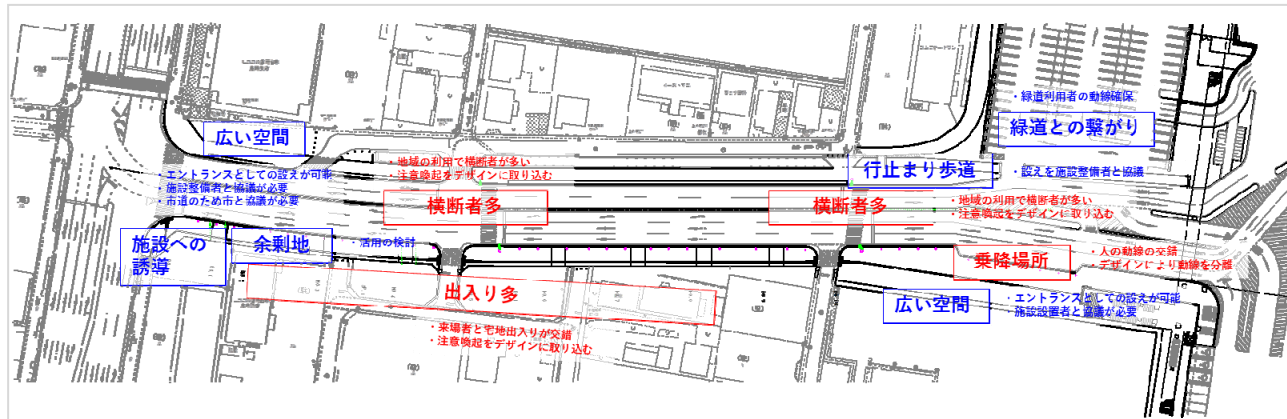 ・緑道利用者の動線確保
広い空間
緑道との繋がり
・地域の利用で横断者が多い
・注意喚起をデザインに取り込む
行止まり歩道
・設えを施設整備者と協議
・エントランスとしての設えが可能
・施設整備者と協議が必要
・市道のため市と協議が必要
横断者多
横断者多
・地域の利用で横断者が多い
・注意喚起をデザインに取り込む
施設への
誘導
余剰地
・活用の検討
乗降場所
・人の動線の交錯
・デザインにより動線を分離
出入り多
広い空間
・エントランスとしての設えが可能
・施設設置者と協議が必要
・来場者と宅地出入りが交錯
・注意喚起をデザインに取り込む